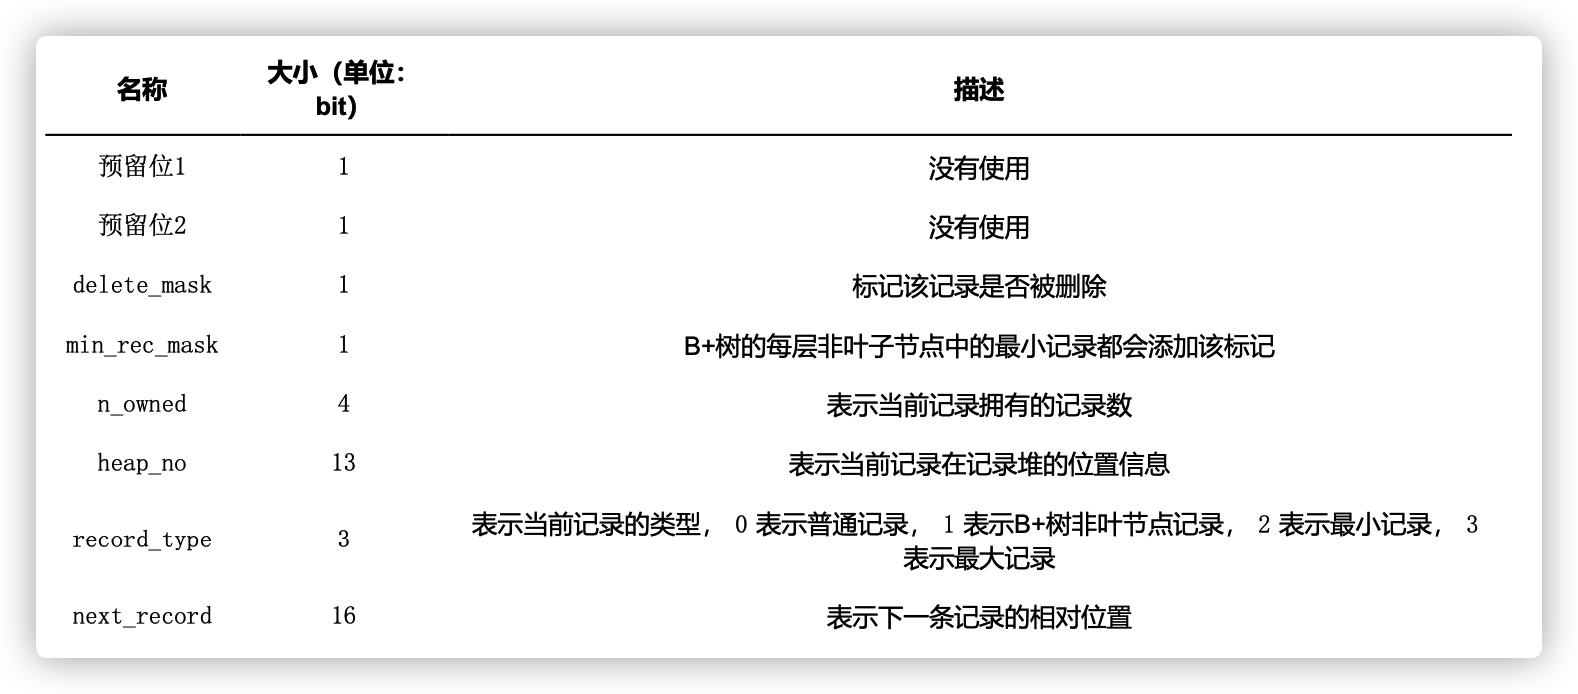 名称 大小（单位：bit） 描述
预留位1 1 没有使用
预留位2 1 没有使用
delete_mask 1 标记该记录是否被删除
min_rec_mask 1 B+树的每层非叶子节点中的最小记录都会添加该标记
n_owned 4 表示当前记录拥有的记录数
heap_no 13 表示当前记录在记录堆的位置信息
record_type 3 表示当前记录的类型， 0 表示普通记录， 1 表示B+树非叶节点记录， 2 表示最小记录， 3
表示最大记录
next_record 16 表示下一条记录的相对位置